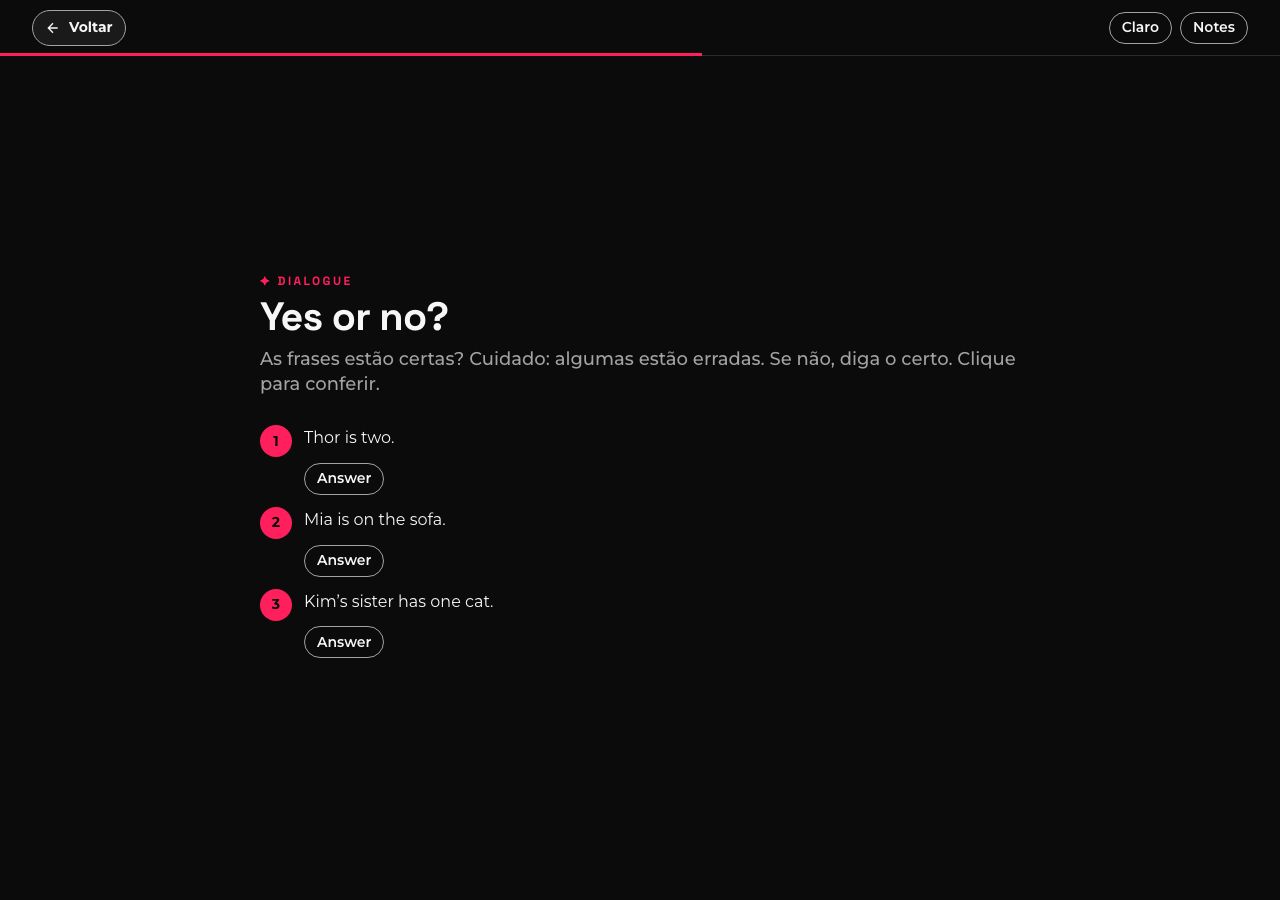 Voltar
Claro
Notes
DIALOGUE
Yes or no?
As frases estão certas? Cuidado: algumas estão erradas. Se não, diga o certo. Clique
para conferir.
1 Thor is two.
Answer
2 Mia is on the sofa.
Answer
3 Kim’s sister has one cat.
Answer